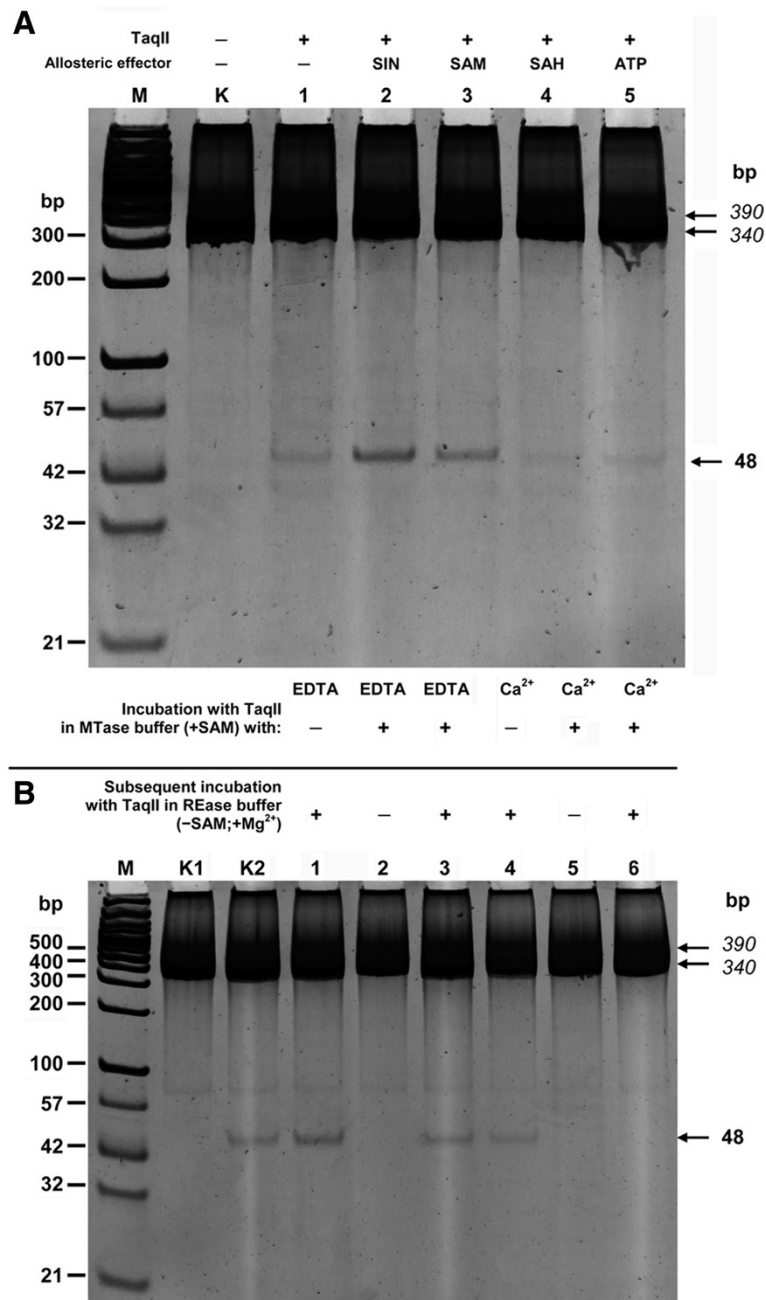 A
TaqII – + + + + +
Allosteric effector – – SIN SAM SAH ATP
M K 1 2 3 4 5
bp
bp
390
340
300
200
100
57
48
42
32
21
EDTA EDTA EDTA Ca²⁺ Ca²⁺ Ca²⁺
Incubation with TaqII
in MTase buffer (+SAM) with: – + + – + +
B
Subsequent incubation
with TaqII in REase buffer + – + + – +
(–SAM;+Mg²⁺)
M K1 K2 1 2 3 4 5 6
bp
bp
500
390
400
340
300
200
100
57
48
42
32
21